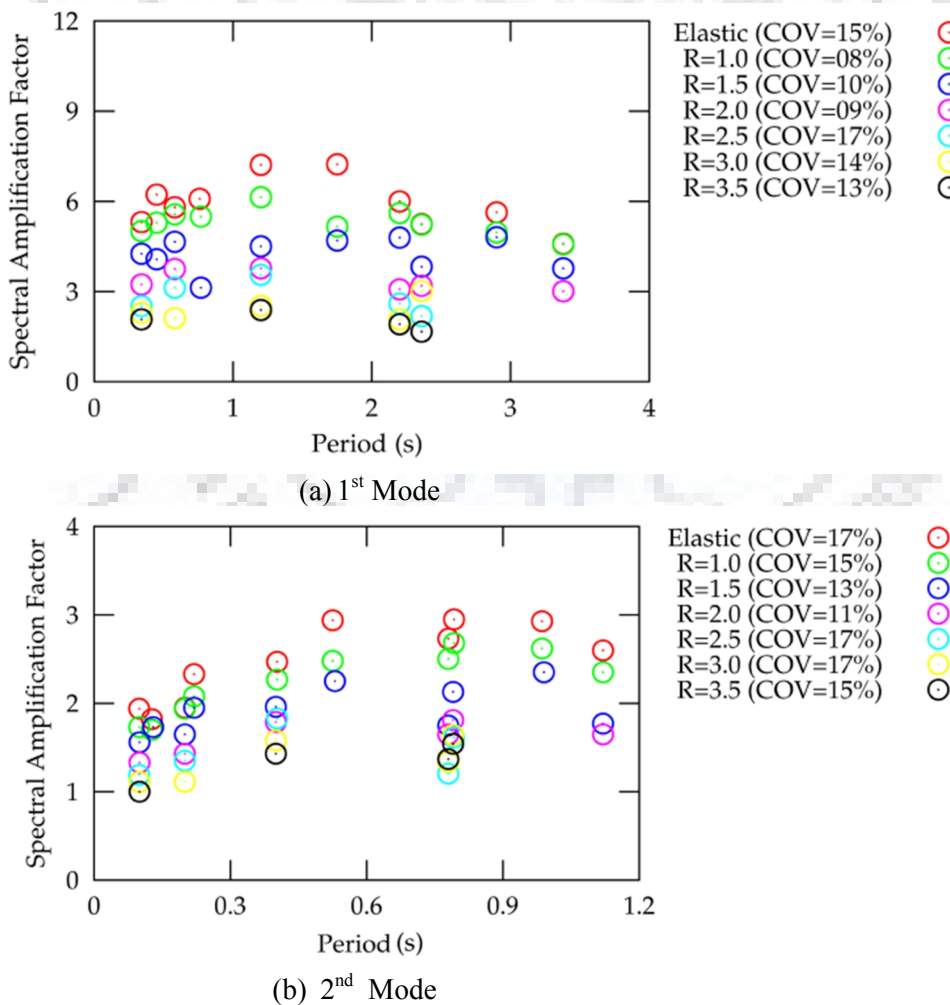 12
9
6
3
0
Spectral Amplification Factor
0 1 2 3 4
Period (s)
Elastic (COV=15%)
R=1.0 (COV=08%)
R=1.5 (COV=10%)
R=2.0 (COV=09%)
R=2.5 (COV=17%)
R=3.0 (COV=14%)
R=3.5 (COV=13%)
(a) 1st Mode
4
3
2
1
0
Spectral Amplification Factor
0 0.3 0.6 0.9 1.2
Period (s)
Elastic (COV=17%)
R=1.0 (COV=15%)
R=1.5 (COV=13%)
R=2.0 (COV=11%)
R=2.5 (COV=17%)
R=3.0 (COV=17%)
R=3.5 (COV=15%)
(b) 2nd Mode